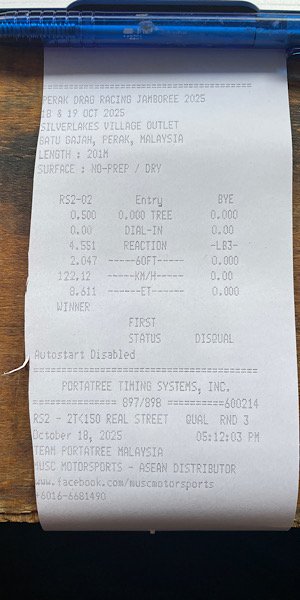 =========================================
PERAK DRAG RACING JAMBOREE 2025
18 & 19 OCT 2025
SILVERLAKES VILLAGE OUTLET
BATU GAJAH, PERAK, MALAYSIA
LENGTH : 201M
SURFACE : NO-PREP / DRY
RS2-02 Entry BYE
0.500 0.000 TREE 0.000
0.00 DIAL-IN 0.00
4.551 REACTION -LB3-
2.047 -----60FT----- 0.000
122.12 -----KM/H----- 0.00
8.611 ------ET------ 0.000
WINNER
FIRST
STATUS DISQUAL
Autostart Disabled
=========================================
PORTATREE TIMING SYSTEMS, INC.
=============== 897/898 ==========600214
RS2 - 2T<150 REAL STREET QUAL RND 3
October 18, 2025 05:12:03 PM
TEAM PORTATREE MALAYSIA
MUSC MOTORSPORTS - ASEAN DISTRIBUTOR
www.facebook.com/muscmotorsports
+6016-6681490